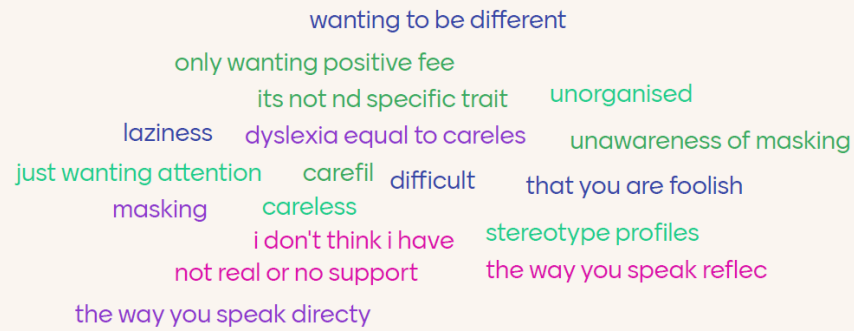 wanting to be different
only wanting positive fee
its not nd specific trait
unorganised
laziness
dyslexia equal to careles
unawareness of masking
just wanting attention
carefil
difficult
that you are foolish
masking
careless
i don't think i have
stereotype profiles
not real or no support
the way you speak reflec
the way you speak directy